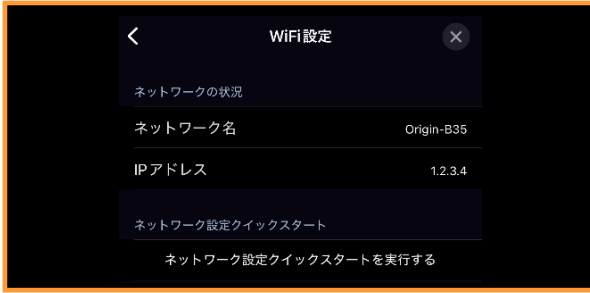 WiFi設定
ネットワークの状況
ネットワーク名 Origin-B35
IPアドレス 1.2.3.4
ネットワーク設定クイックスタート
ネットワーク設定クイックスタートを実行する